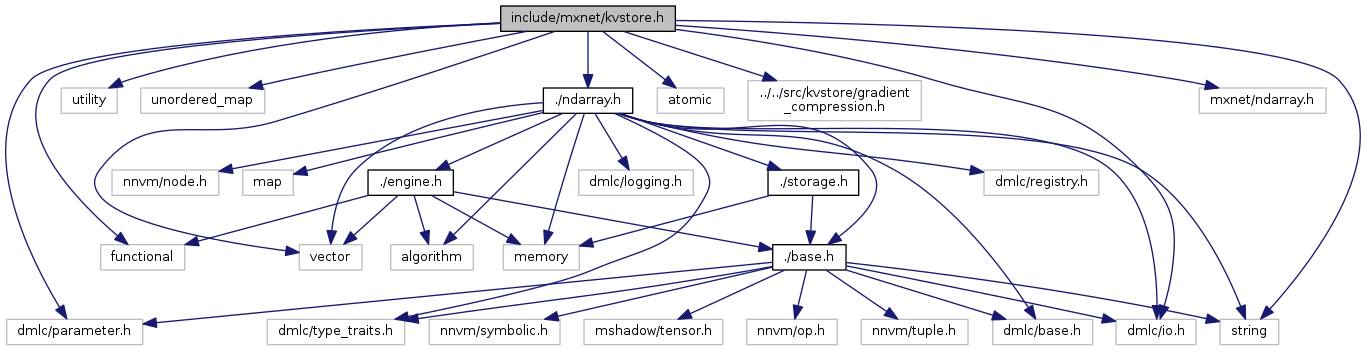 include/mxnet/kvstore.h
utility
unordered_map
./ndarray.h
atomic
../../src/kvstore/gradient
_compression.h
mxnet/ndarray.h
nnvm/node.h
map
./engine.h
dmlc/logging.h
./storage.h
dmlc/registry.h
functional
vector
algorithm
memory
./base.h
dmlc/parameter.h
dmlc/type_traits.h
nnvm/symbolic.h
mshadow/tensor.h
nnvm/op.h
nnvm/tuple.h
dmlc/base.h
dmlc/io.h
string